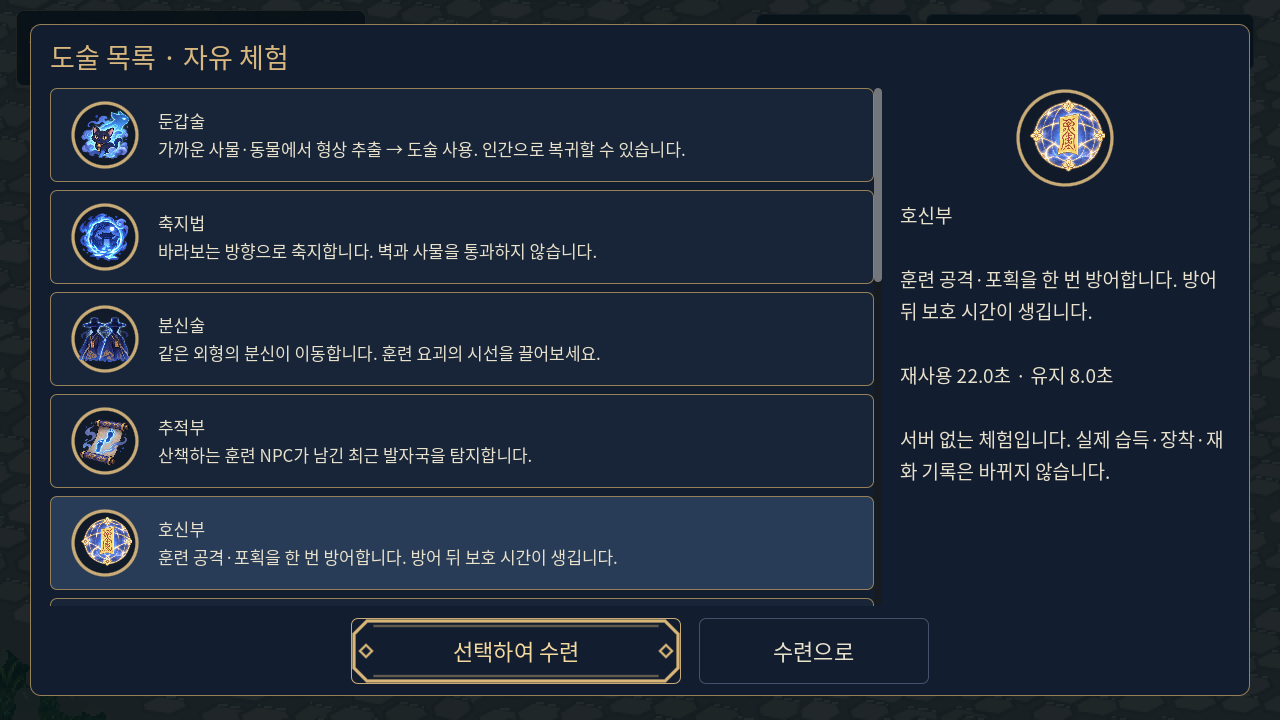 도술 목록 · 자유 체험
둔갑술
가까운 사물·동물에서 형상 추출 → 도술 사용. 인간으로 복귀할 수 있습니다.
축지법
바라보는 방향으로 축지합니다. 벽과 사물을 통과하지 않습니다.
분신술
같은 외형의 분신이 이동합니다. 훈련 요괴의 시선을 끌어보세요.
추적부
산책하는 훈련 NPC가 남긴 최근 발자국을 탐지합니다.
호신부
훈련 공격·포획을 한 번 방어합니다. 방어 뒤 보호 시간이 생깁니다.
호신부
훈련 공격·포획을 한 번 방어합니다. 방어
뒤 보호 시간이 생깁니다.
재사용 22.0초 · 유지 8.0초
서버 없는 체험입니다. 실제 습득·장착·재
화 기록은 바뀌지 않습니다.
선택하여 수련
수련으로